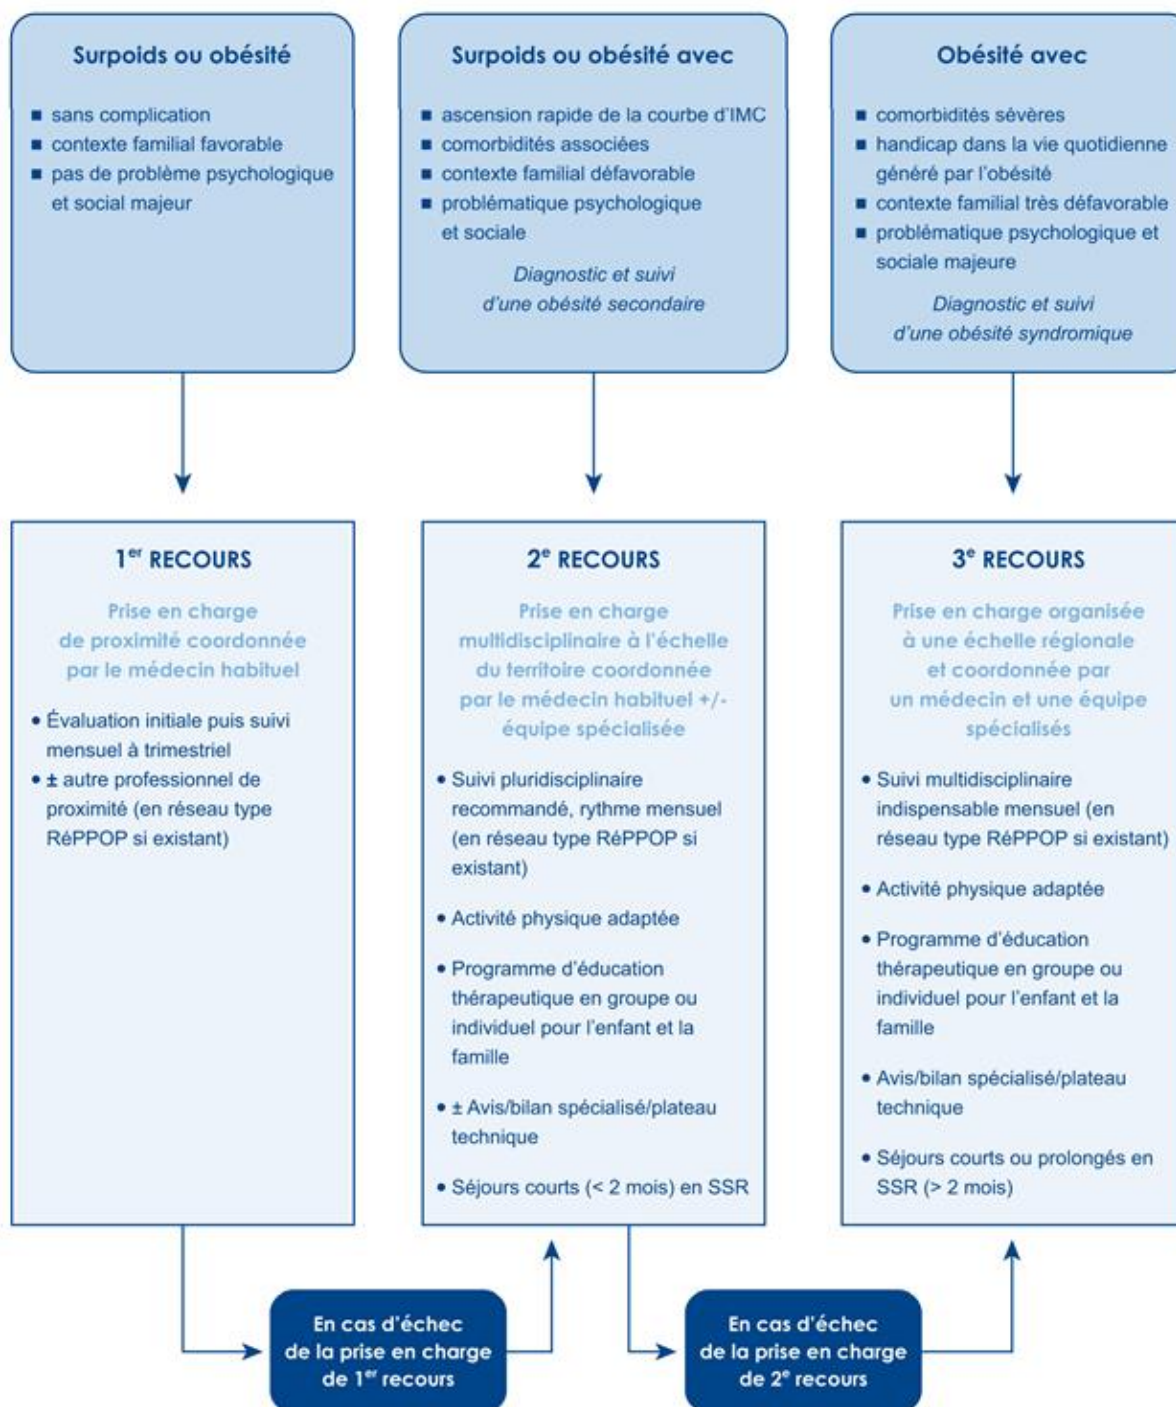 Surpoids ou obésité
■ sans complication
■ contexte familial favorable
■ pas de problème psychologique
et social majeur
Surpoids ou obésité avec
■ ascension rapide de la courbe d’IMC
■ comorbidités associées
■ contexte familial défavorable
■ problématique psychologique
et sociale
Diagnostic et suivi
d’une obésité secondaire
Obésité avec
■ comorbidités sévères
■ handicap dans la vie quotidienne
généré par l’obésité
■ contexte familial très défavorable
■ problématique psychologique et
sociale majeure
Diagnostic et suivi
d’une obésité syndromique
1er RECOURS
Prise en charge
de proximité coordonnée
par le médecin habituel
• Évaluation initiale puis suivi
mensuel à trimestriel
• ± autre professionnel de
proximité (en réseau type
RéPPOP si existant)
2e RECOURS
Prise en charge
multidisciplinaire à l’échelle
du territoire coordonnée
par le médecin habituel +/-
équipe spécialisée
• Suivi pluridisciplinaire
recommandé, rythme mensuel
(en réseau type RéPPOP si
existant)
• Activité physique adaptée
• Programme d’éducation
thérapeutique en groupe ou
individuel pour l’enfant et la
famille
• ± Avis/bilan spécialisé/plateau
technique
• Séjours courts (< 2 mois) en SSR
3e RECOURS
Prise en charge organisée
à une échelle régionale
et coordonnée par
un médecin et une équipe
spécialisés
• Suivi multidisciplinaire
indispensable mensuel (en
réseau type RéPPOP si existant)
• Activité physique adaptée
• Programme d’éducation
thérapeutique en groupe ou
individuel pour l’enfant et la
famille
• Avis/bilan spécialisé/plateau
technique
• Séjours courts ou prolongés en
SSR (> 2 mois)
En cas d’échec
de la prise en charge
de 1er recours
En cas d’échec
de la prise en charge
de 2e recours